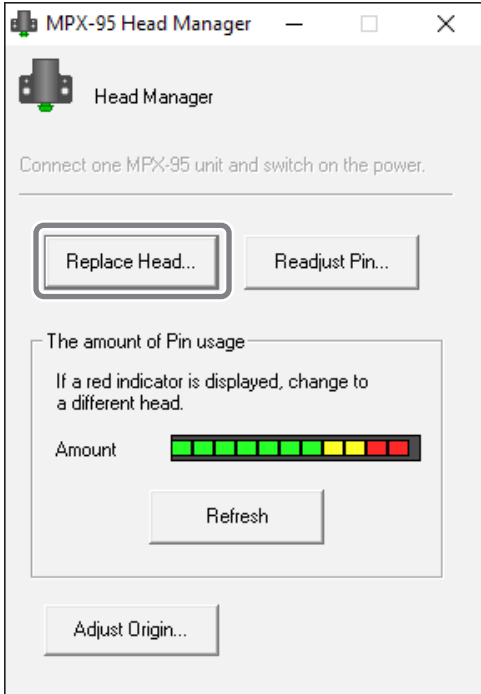 MPX-95 Head Manager
Head Manager
Connect one MPX-95 unit and switch on the power.
Replace Head...
Readjust Pin...
The amount of Pin usage
If a red indicator is displayed, change to
a different head.
Amount
Refresh
Adjust Origin...